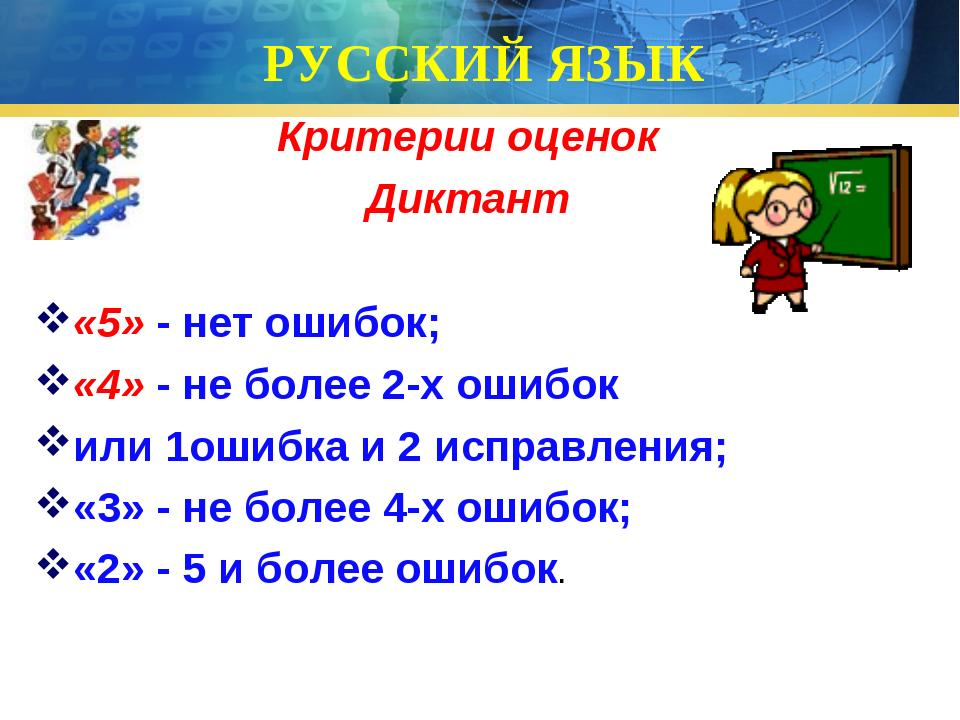 РУССКИЙ ЯЗЫК
Критерии оценок
Диктант
√12 =
«5» - нет ошибок;
«4» - не более 2-х ошибок
или 1ошибка и 2 исправления;
«3» - не более 4-х ошибок;
«2» - 5 и более ошибок.